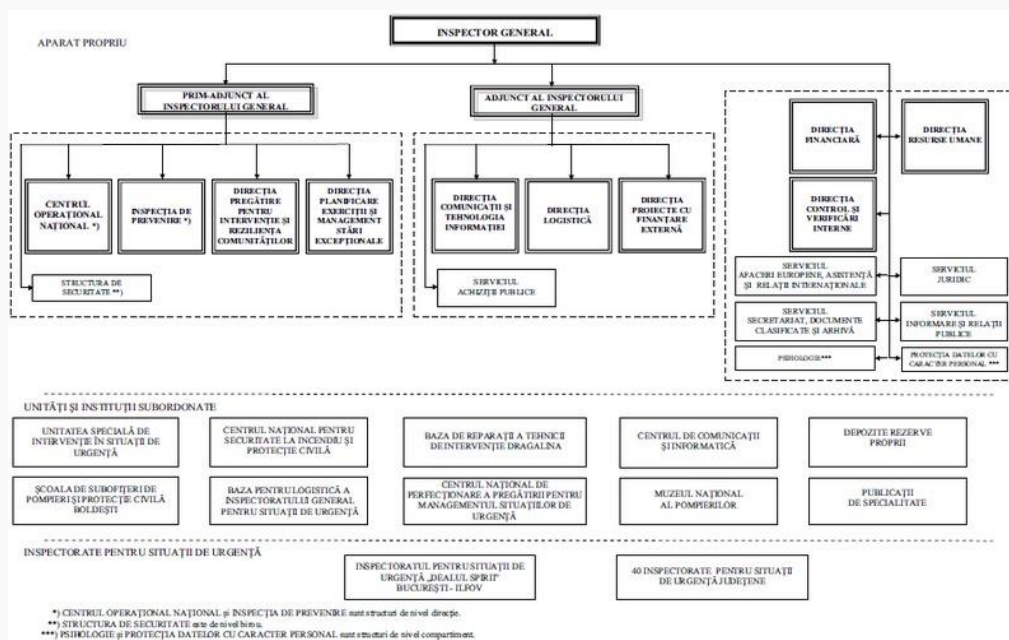 INSPECTOR GENERAL
APARAT PROPRIU
PRIM-ADJUNCT AL
INSPECTORULUI GENERAL
ADJUNCT AL INSPECTORULUI
GENERAL
CENTRUL
OPERAȚIONAL
NAȚIONAL *)
INSPECȚIA DE
PREVENIRE *)
DIRECȚIA
PREGĂTIRE
PENTRU
INTERVENȚIE ȘI
REZILIENȚA
COMUNITĂȚILOR
DIRECȚIA
PLANIFICARE
EXERCIȚII ȘI
MANAGEMENT
STĂRI
EXCEPȚIONALE
STRUCTURA DE
SECURITATE **)
DIRECȚIA
COMUNICAȚII ȘI
TEHNOLOGIA
INFORMAȚIEI
DIRECȚIA
LOGISTICĂ
DIRECȚIA
PROIECTE CU
FINANȚARE
EXTERNĂ
SERVICIUL
ACHIZIȚII PUBLICE
DIRECȚIA
FINANCIARĂ
DIRECȚIA
RESURSE UMANE
DIRECȚIA
CONTROL ȘI
VERIFICĂRI
INTERNE
SERVICIUL
AFACERI EUROPENE, ASISTENȚĂ
ȘI RELAȚII INTERNAȚIONALE
SERVICIUL
JURIDIC
SERVICIUL
SECRETARIAT, DOCUMENTE
CLASIFICATE ȘI ARHIVĂ
SERVICIUL
INFORMARE ȘI RELAȚII
PUBLICE
PSIHOLOGIE***
PROTECȚIA DATELOR CU
CARACTER PERSONAL ***
UNITĂȚI ȘI INSTITUȚII SUBORDONATE
UNITATEA SPECIALĂ DE
INTERVENȚIE ÎN SITUAȚII DE
URGENȚĂ
CENTRUL NAȚIONAL PENTRU
SECURITATE LA INCENDIU ȘI
PROTECȚIE CIVILĂ
BAZA DE REPARAȚII A TEHNICII
DE INTERVENȚIE DRAGALINA
CENTRUL DE COMUNICAȚII
ȘI INFORMATICĂ
DEPOZITE REZERVE
PROPRII
ȘCOALA DE SUBOFIȚERI DE
POMPIERI ȘI PROTECȚIE CIVILĂ
BOLDEȘTI
BAZA PENTRU LOGISTICĂ A
INSPECTORATULUI GENERAL
PENTRU SITUAȚII DE URGENȚĂ
CENTRUL NAȚIONAL DE
PERFECȚIONARE A PREGĂTIRII PENTRU
MANAGEMENTUL SITUAȚIILOR DE
URGENȚĂ
MUZEUL NAȚIONAL
AL POMPIERILOR
PUBLICAȚII
DE SPECIALITATE
INSPECTORATE PENTRU SITUAȚII DE URGENȚĂ
INSPECTORATUL PENTRU SITUAȚII DE
URGENȚĂ „DEALUL SPIRII”
BUCUREȘTI - ILFOV
40 INSPECTORATE PENTRU SITUAȚII
DE URGENȚĂ JUDEȚENE
*) CENTRUL OPERAȚIONAL NAȚIONAL și INSPECȚIA DE PREVENIRE sunt structuri de nivel direcție.
**) STRUCTURA DE SECURITATE este de nivel birou.
***) PSIHOLOGIE și PROTECȚIA DATELOR CU CARACTER PERSONAL sunt structuri de nivel compartiment.